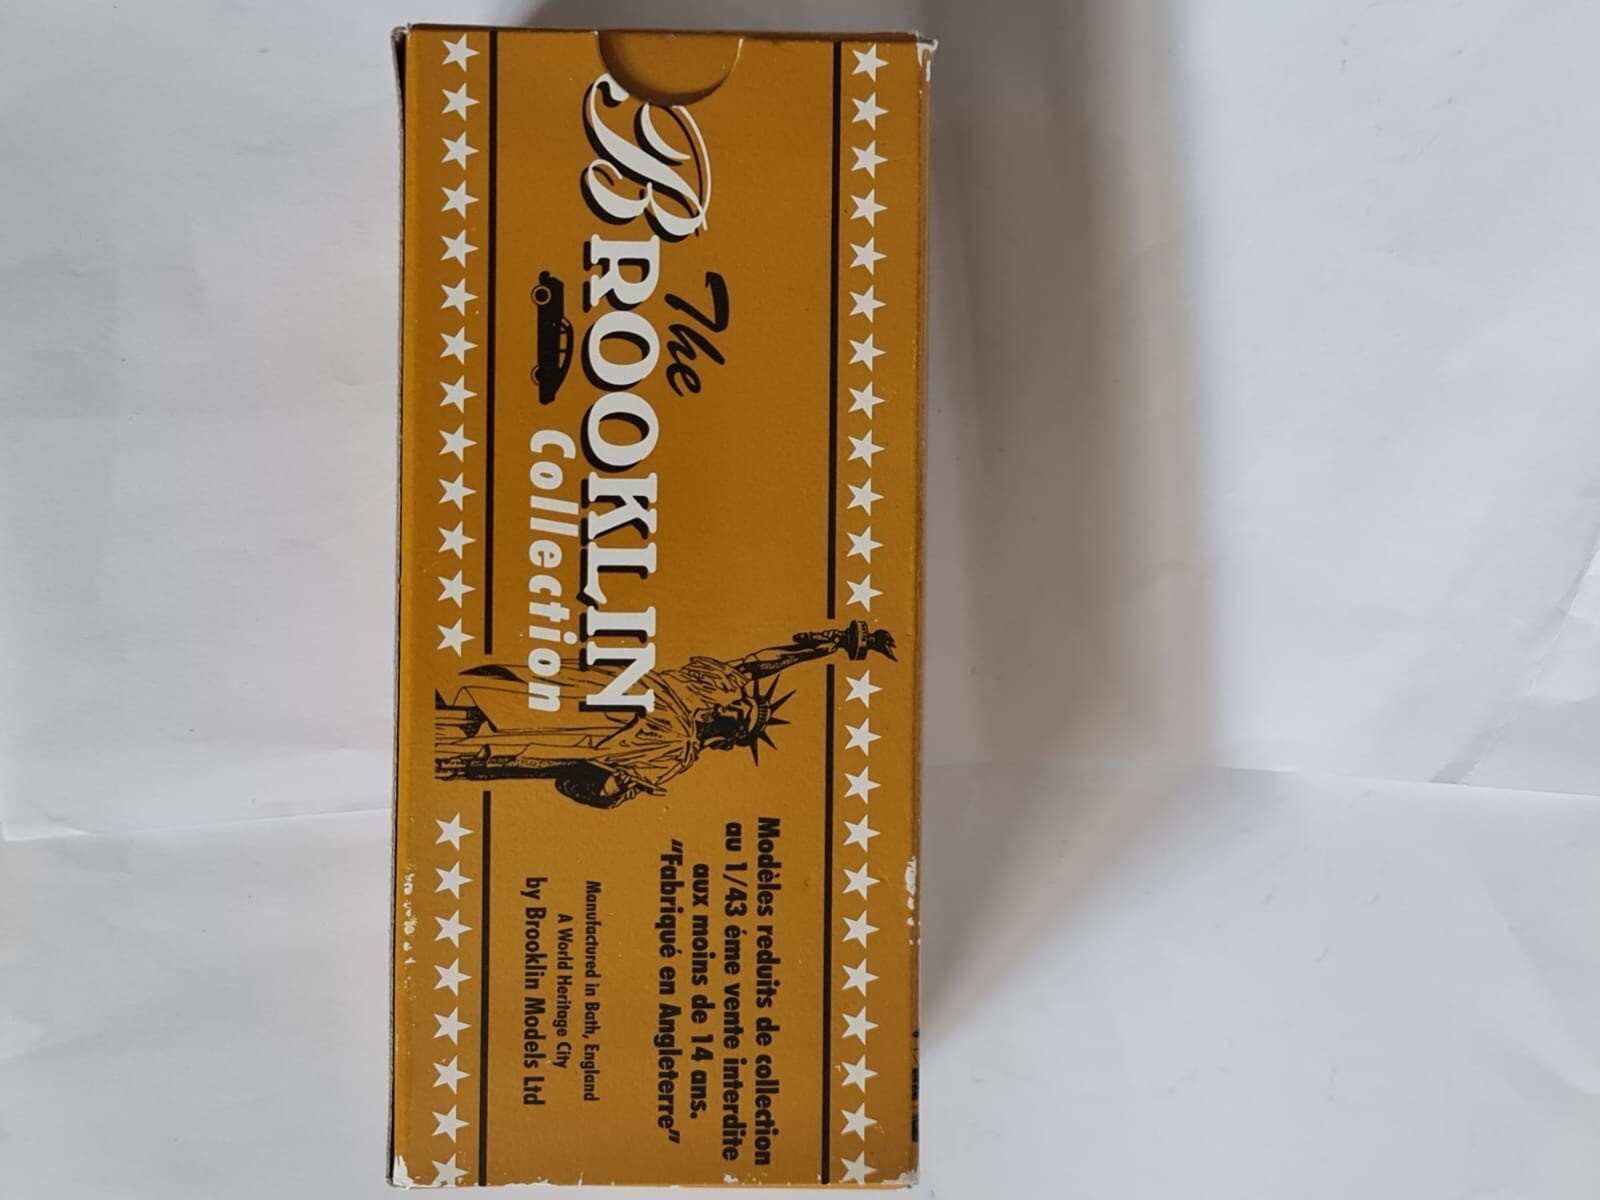 The
BROOKLIN
Collection
Modèles reduits de collection
au 1/43 éme vente interdite
aux moins de 14 ans.
"Fabriqué en Angleterre"
Manufactured in Bath, England
A World Heritage City
by Brooklin Models Ltd